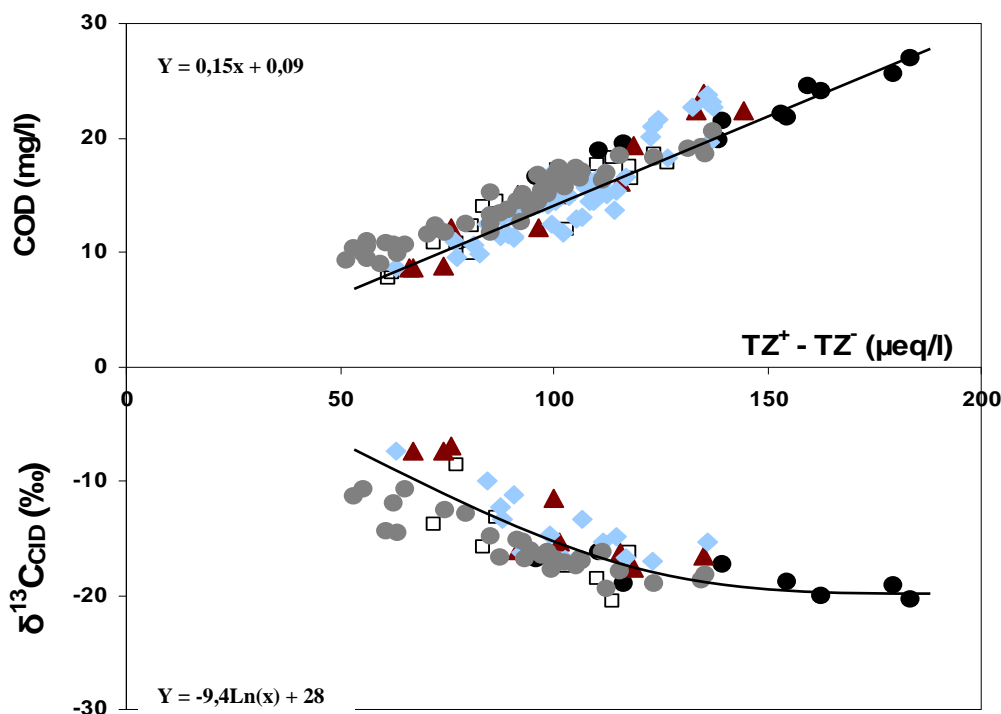 30
Y = 0,15x + 0,09
20
COD (mg/l)
10
TZ⁺ - TZ⁻ (µeq/l)
0
0 50 100 150 200
-10
δ¹³CCID (‰)
-20
Y = -9,4Ln(x) + 28
-30